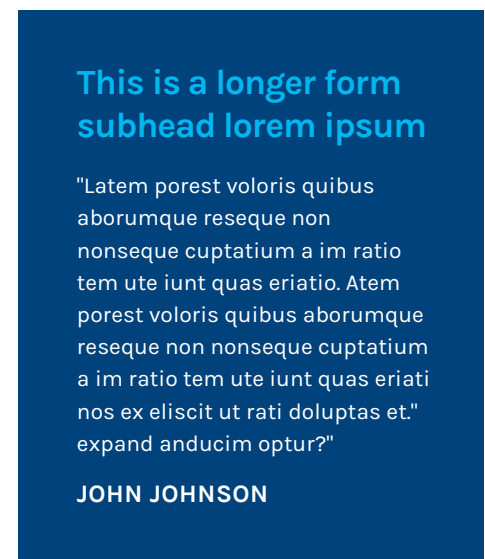 This is a longer form
subhead lorem ipsum
"Latem porest voloris quibus
aborumque reseque non
nonseque cuptatium a im ratio
tem ute iunt quas eriatio. Atem
porest voloris quibus aborumque
reseque non nonseque cuptatium
a im ratio tem ute iunt quas eriati
nos ex eliscit ut rati doluptas et."
expand anducim optur?"
JOHN JOHNSON